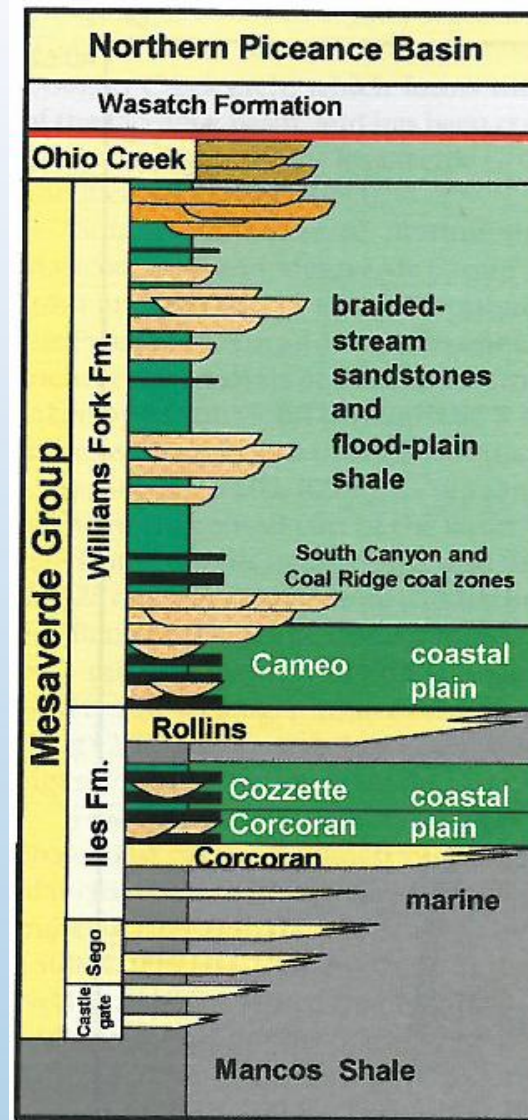 Northern Piceance Basin
Wasatch Formation
Ohio Creek
Mesaverde Group
Williams Fork Fm.
braided-
stream
sandstones
and
flood-plain
shale
South Canyon and
Coal Ridge coal zones
Cameo coastal
plain
Rollins
Iles Fm.
Cozzette coastal
Corcoran plain
Corcoran
marine
Sego
Castle
gate
Mancos Shale